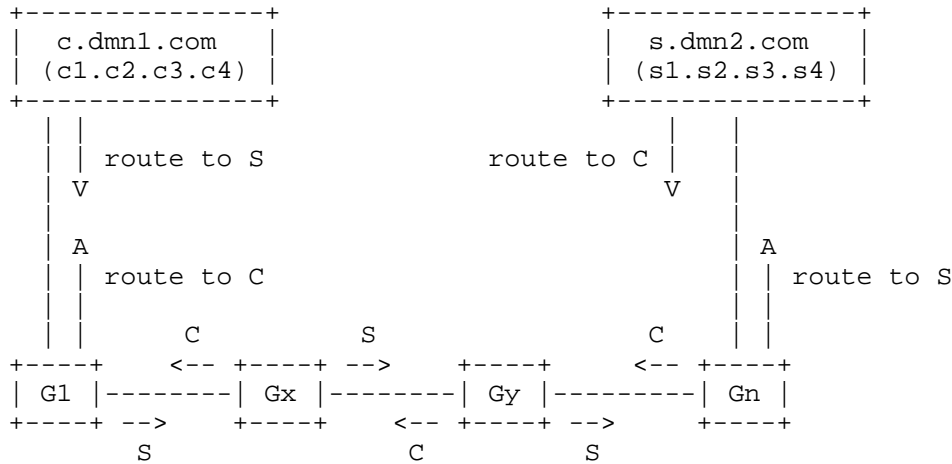 c.dmn1.com s.dmn2.com
(c1.c2.c3.c4) (s1.s2.s3.s4)
route to S route to C
V V
A A
route to C route to S
C S C
<-- --> <--
G1 Gx Gy Gn
--> <-- -->
S C S